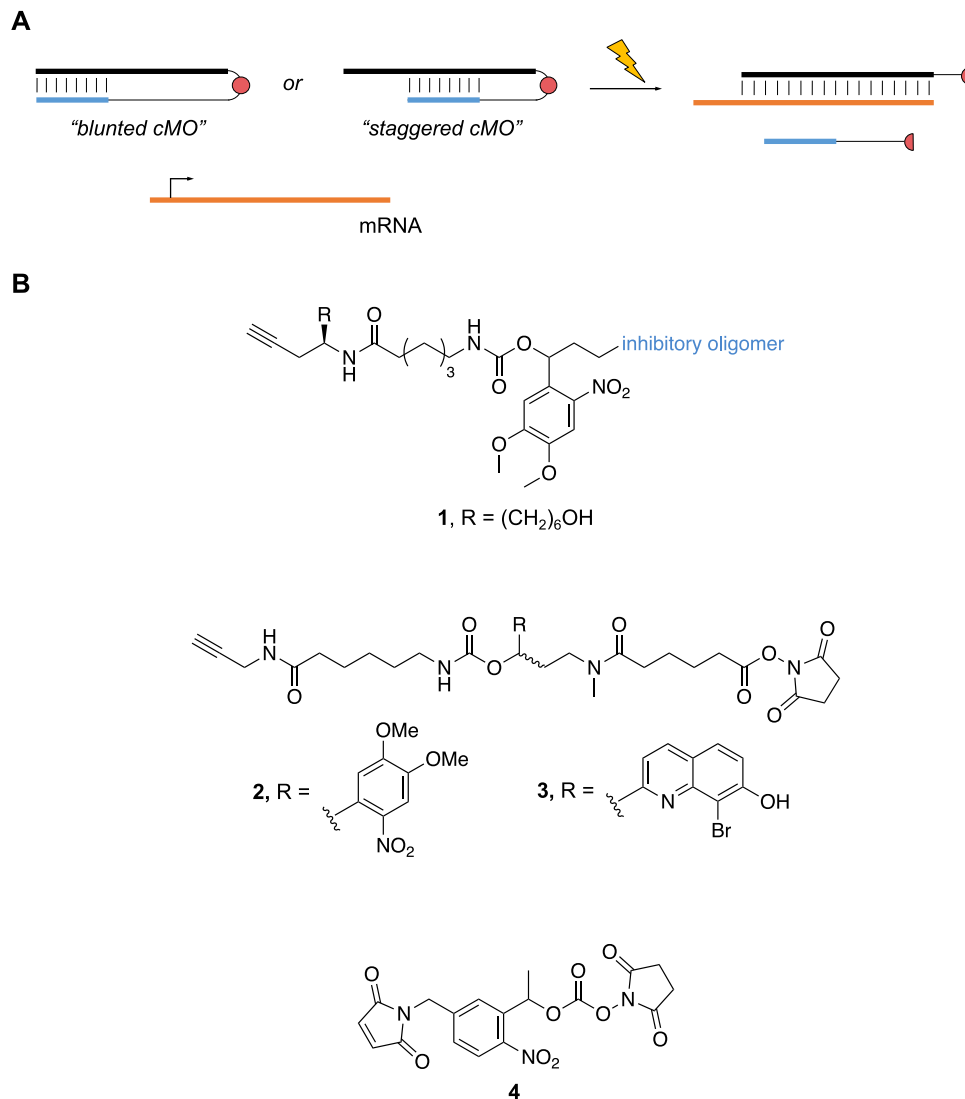 A
or
"blunted cMO"
"staggered cMO"
mRNA
B
R
O
N
H
3
H
N
O
O
inhibitory oligomer
NO₂
O
O
1, R = (CH₂)₆OH
H
N
O
O
N
H
O
R
N
O
O
O
N
O
O
2, R =
OMe
OMe
NO₂
3, R =
N
OH
Br
O
N
O
NO₂
O
O
O
N
O
O
4